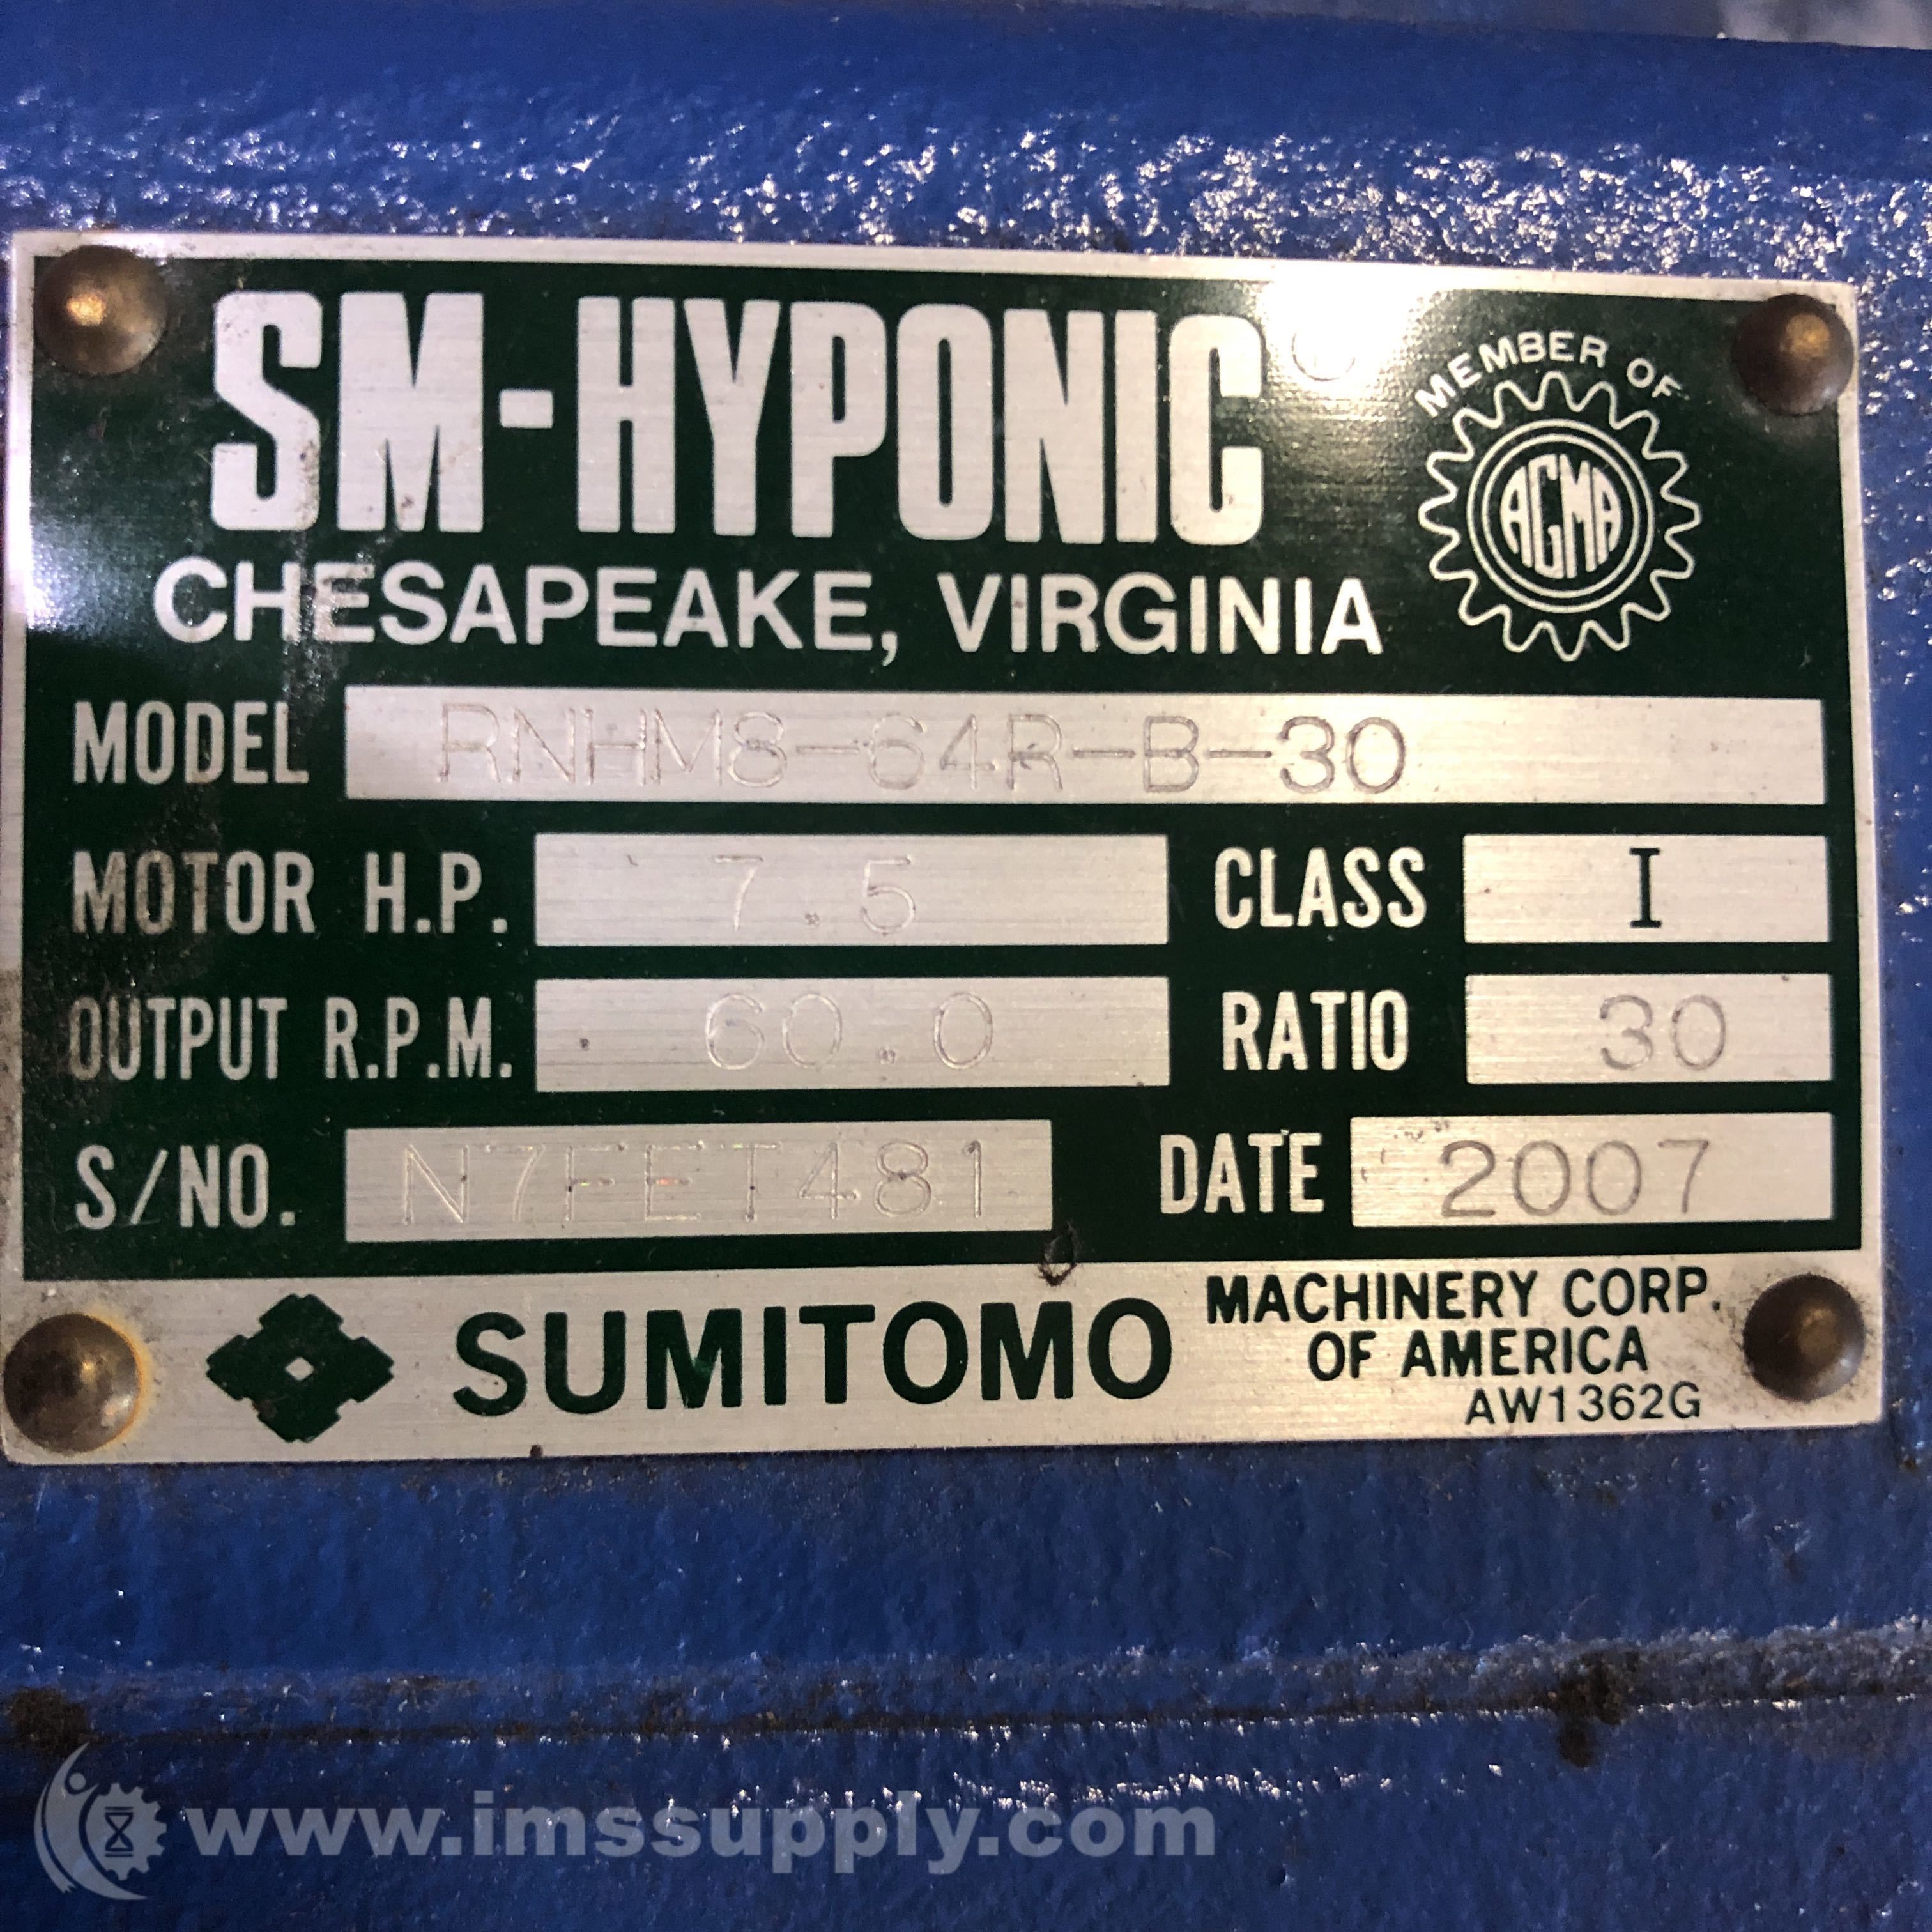 SM-HYPONIC ®
MEMBER OF
AGMA
CHESAPEAKE, VIRGINIA
MODEL RNHM8-64R-B-30
MOTOR H.P. 7.5 CLASS I
OUTPUT R.P.M. 60.0 RATIO 30
S/NO. N7FET481 DATE 2007
SUMITOMO MACHINERY CORP.
OF AMERICA
AW1362G
www.imssupply.com